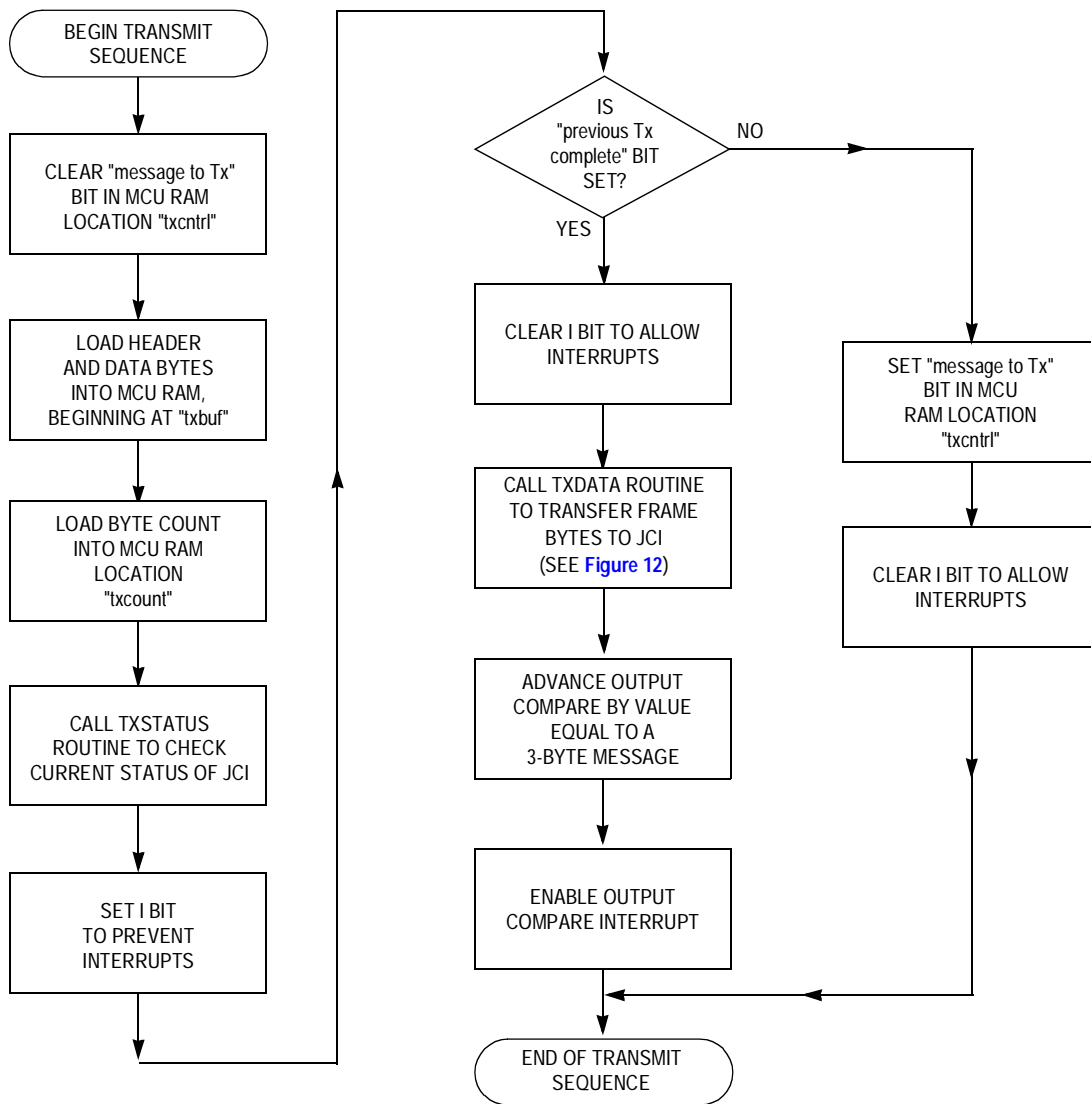 BEGIN TRANSMIT
SEQUENCE
CLEAR "message to Tx"
BIT IN MCU RAM
LOCATION "txcntrl"
LOAD HEADER
AND DATA BYTES
INTO MCU RAM,
BEGINNING AT "txbuf"
LOAD BYTE COUNT
INTO MCU RAM
LOCATION
"txcount"
CALL TXSTATUS
ROUTINE TO CHECK
CURRENT STATUS OF JCI
SET I BIT
TO PREVENT
INTERRUPTS
IS
"previous Tx
complete" BIT
SET?
NO
YES
CLEAR I BIT TO ALLOW
INTERRUPTS
CALL TXDATA ROUTINE
TO TRANSFER FRAME
BYTES TO JCI
(SEE Figure 12)
ADVANCE OUTPUT
COMPARE BY VALUE
EQUAL TO A
3-BYTE MESSAGE
ENABLE OUTPUT
COMPARE INTERRUPT
SET "message to Tx"
BIT IN MCU
RAM LOCATION
"txcntrl"
CLEAR I BIT TO ALLOW
INTERRUPTS
END OF TRANSMIT
SEQUENCE